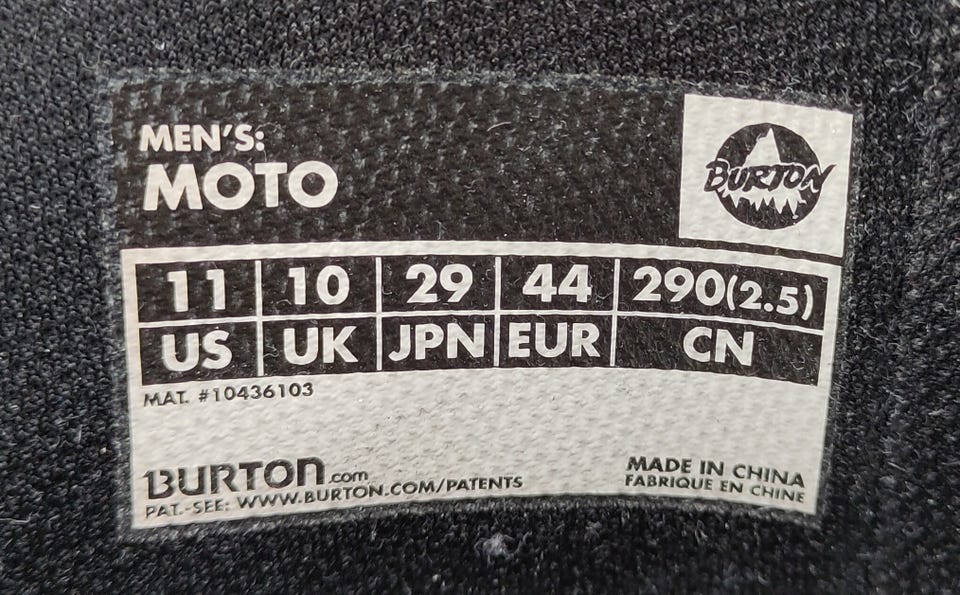 MEN'S:
MOTO
BURTON
11 10 29 44 290(2.5)
US UK JPN EUR CN
MAT. #10436103
BURTON.com
PAT.-SEE: WWW.BURTON.COM/PATENTS
MADE IN CHINA
FABRIQUE EN CHINE